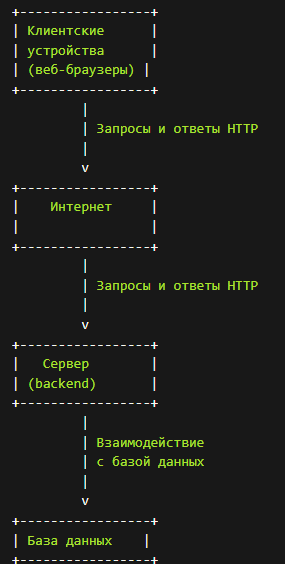 Клиентские
устройства
(веб-браузеры)
Запросы и ответы HTTP
v
Интернет
Запросы и ответы HTTP
v
Сервер
(backend)
Взаимодействие
с базой данных
v
База данных